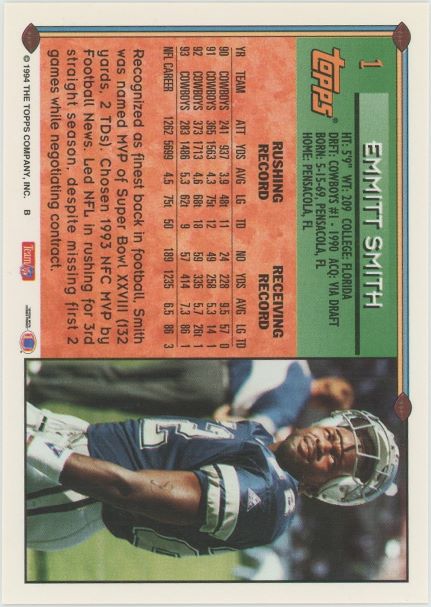 1
EMMITT SMITH
Topps
HT: 5'9" WT: 209 COLLEGE: FLORIDA
DRFT: COWBOYS #1 - 1990 ACQ: VIA DRAFT
BORN: 5-15-69, PENSACOLA, FL
HOME: PENSACOLA, FL
RUSHING RECORD
RECEIVING RECORD
YR TEAM ATT YDS AVG LG TD NO YDS AVG LG TD
90 COWBOYS 241 937 3.9 48t 11 24 228 9.5 57 0
91 COWBOYS 365 1563 4.3 75t 12 49 258 5.3 14 1
92 COWBOYS 373 1713 4.6 68t 18 59 335 5.7 26t 1
93 COWBOYS 283 1486 5.3 62t 9 57 414 7.3 86 1
NFL CAREER 1262 5699 4.5 75t 50 189 1235 6.5 86 3
Recognized as finest back in football, Smith
was named MVP of Super Bowl XXVIII (132
yards, 2 TDs). Chosen 1993 NFC MVP by
Football News. Led NFL in rushing for 3rd
straight season, despite missing first 2
games while negotiating contract.
© 1994 THE TOPPS COMPANY, INC. B
Team NFL